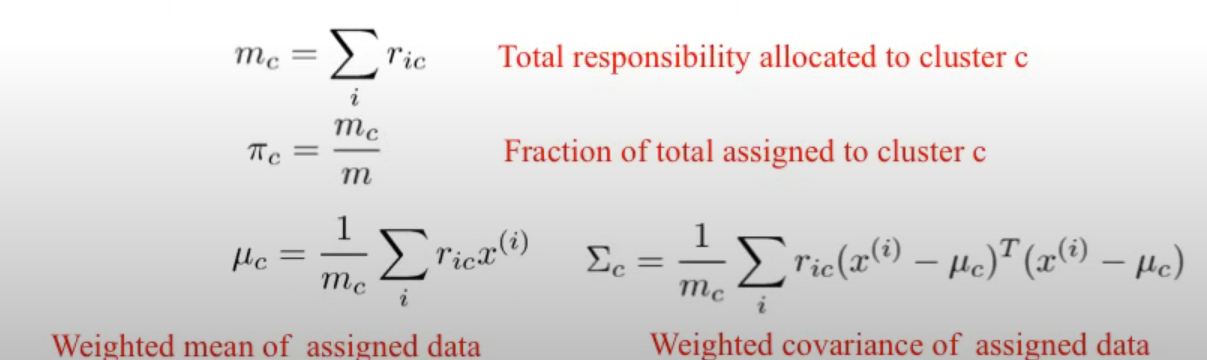 m_c = \sum_i r_{ic} Total responsibility allocated to cluster c
\pi_c = \frac{m_c}{m} Fraction of total assigned to cluster c
\mu_c = \frac{1}{m_c} \sum_i r_{ic} x^{(i)} \Sigma_c = \frac{1}{m_c} \sum_i r_{ic} (x^{(i)} - \mu_c)^T (x^{(i)} - \mu_c)
Weighted mean of assigned data Weighted covariance of assigned data